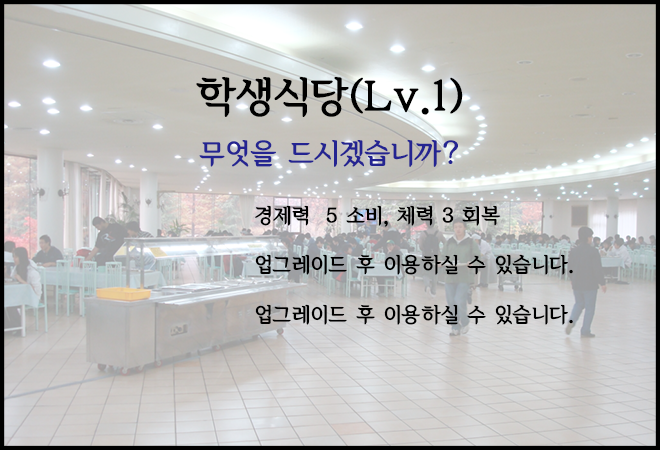 학생식당(Lv.1)
무엇을 드시겠습니까?
경제력 5 소비, 체력 3 회복
업그레이드 후 이용하실 수 있습니다.
업그레이드 후 이용하실 수 있습니다.